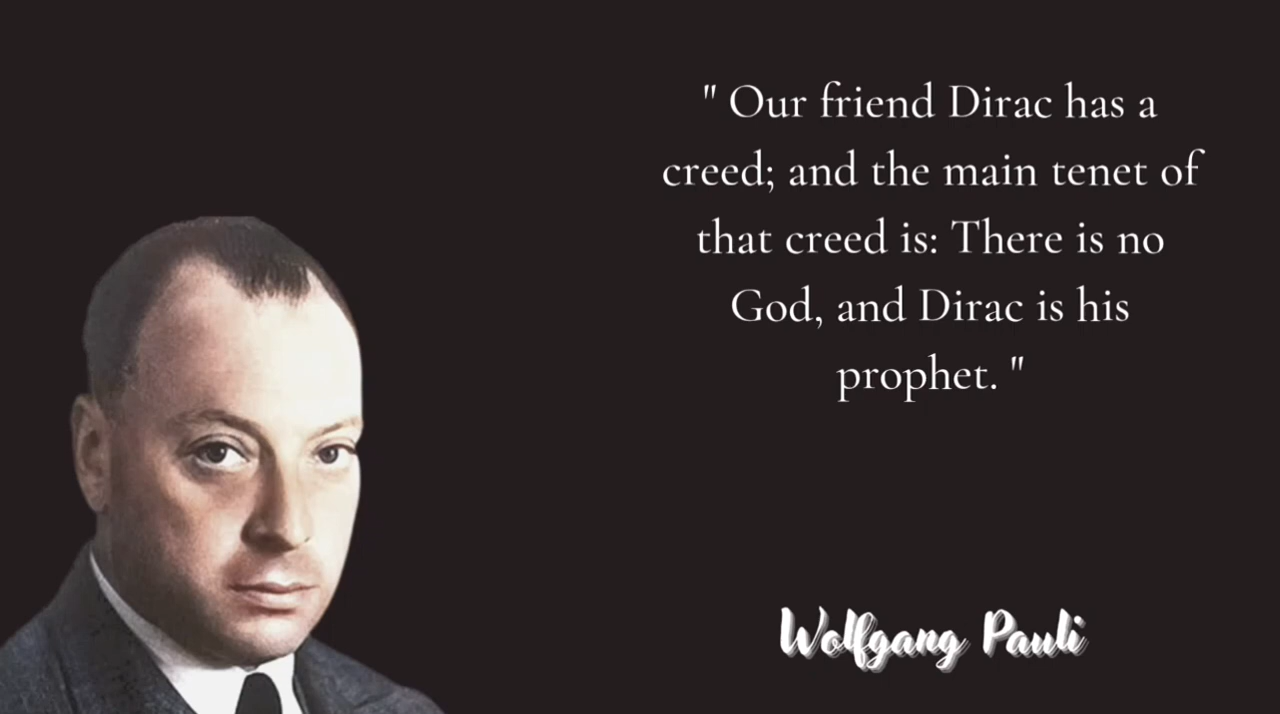 " Our friend Dirac has a
creed; and the main tenet of
that creed is: There is no
God, and Dirac is his
prophet. "
Wolfgang Pauli